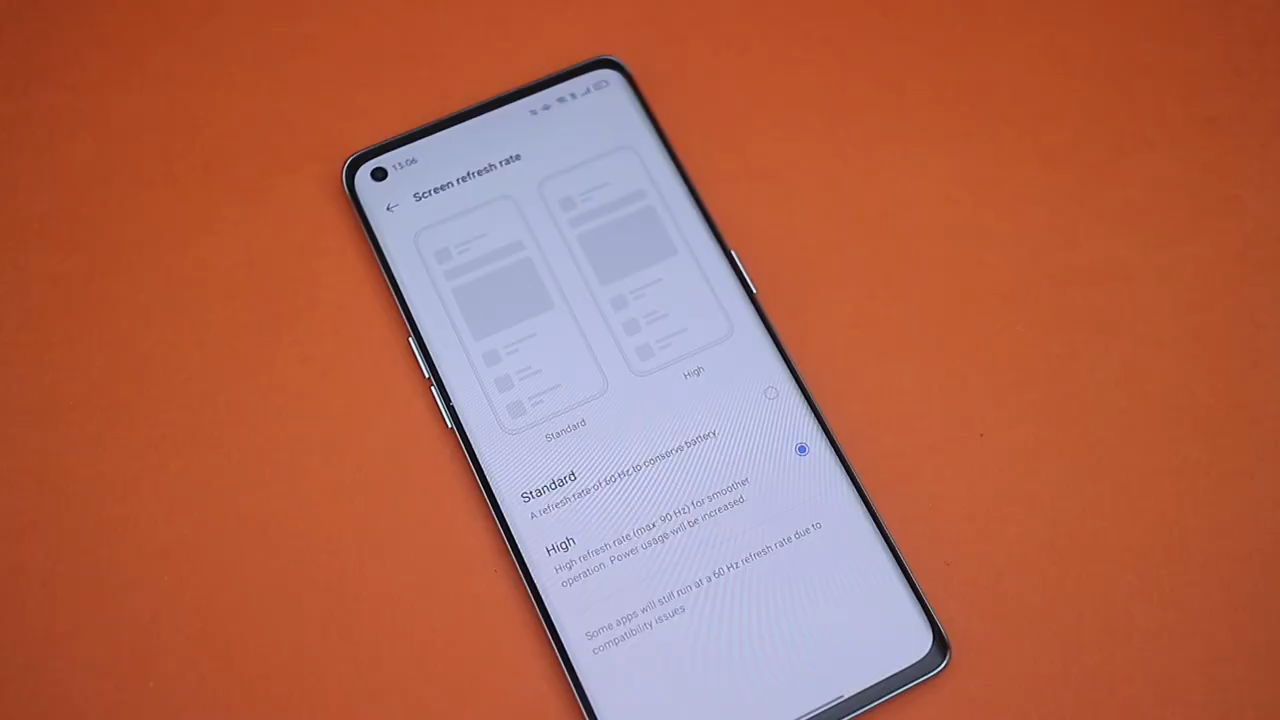 13:06
Screen refresh rate
Standard
High
Standard
A refresh rate of 60 Hz to conserve battery.
High
High refresh rate (max 90 Hz) for smoother
operation. Power usage will be increased.
Some apps will still run at a 60 Hz refresh rate due to
compatibility issues